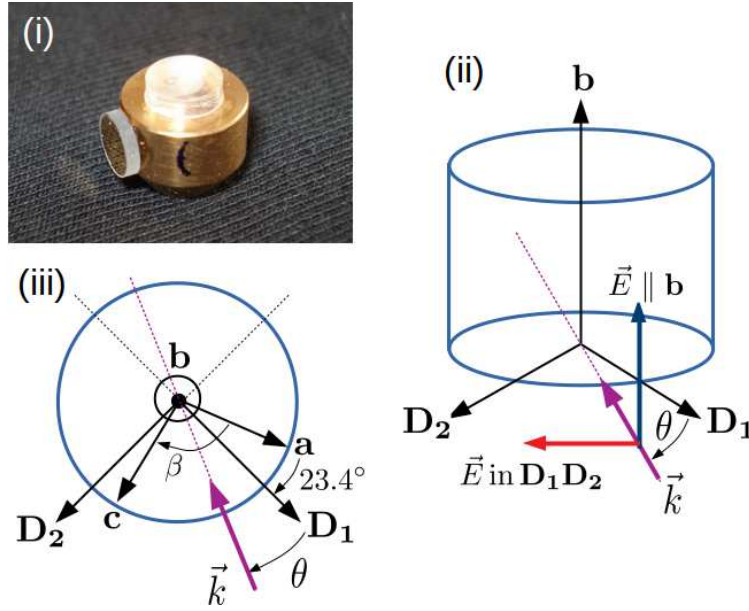 (i)
(ii)
b
E⃗ ∥ b
D₂
D₁
θ
E⃗ in D₁D₂
k⃗
(iii)
b
a
β
23.4°
c
D₂
D₁
k⃗
θ